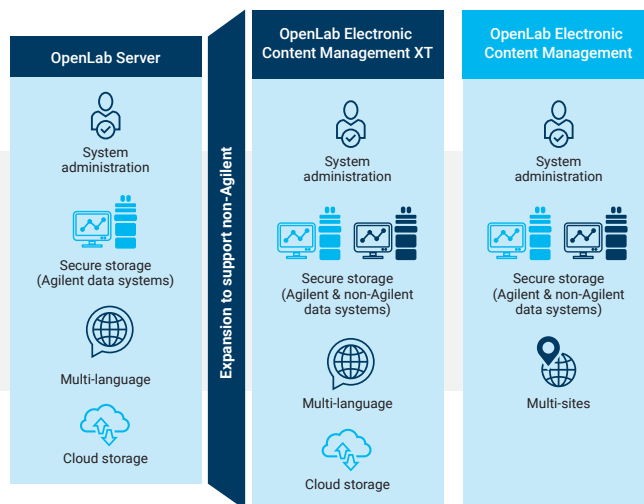 OpenLab Server
System
administration
Secure storage
(Agilent data systems)
Multi-language
Cloud storage
Expansion to support non-Agilent
OpenLab Electronic
Content Management XT
System
administration
Secure storage
(Agilent & non-Agilent
data systems)
Multi-language
Cloud storage
OpenLab Electronic
Content Management
System
administration
Secure storage
(Agilent & non-Agilent
data systems)
Multi-sites